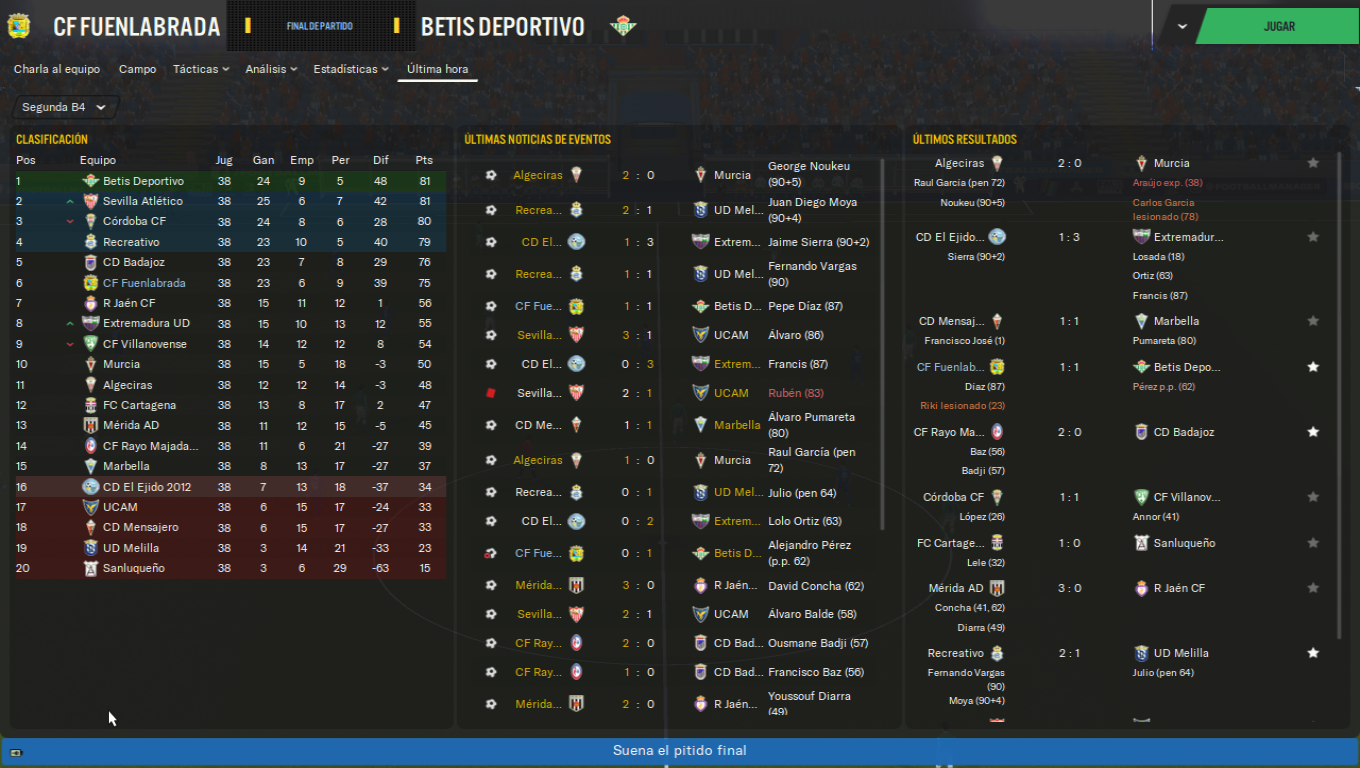 CF FUENLABRADA FINAL DE PARTIDO BETIS DEPORTIVO JUGAR
Charla al equipo Campo Tácticas Análisis Estadísticas Última hora
Segunda B4
CLASIFICACIÓN
Pos Equipo Jug Gan Emp Per Dif Pts
1 Betis Deportivo 38 24 9 5 48 81
2 Sevilla Atlético 38 25 6 7 42 81
3 Córdoba CF 38 24 8 6 28 80
4 Recreativo 38 23 10 5 40 79
5 CD Badajoz 38 23 7 8 29 76
6 CF Fuenlabrada 38 23 6 9 39 75
7 R Jaén CF 38 15 11 12 1 56
8 Extremadura UD 38 15 10 13 12 55
9 CF Villanovense 38 14 12 12 8 54
10 Murcia 38 15 5 18 -3 50
11 Algeciras 38 12 12 14 -3 48
12 FC Cartagena 38 13 8 17 2 47
13 Mérida AD 38 11 12 15 -5 45
14 CF Rayo Majada... 38 11 6 21 -27 39
15 Marbella 38 8 13 17 -27 37
16 CD El Ejido 2012 38 7 13 18 -37 34
17 UCAM 38 6 15 17 -24 33
18 CD Mensajero 38 6 15 17 -27 33
19 UD Melilla 38 3 14 21 -33 23
20 Sanluqueño 38 3 6 29 -63 15
ÚLTIMAS NOTICIAS DE EVENTOS
Algeciras 2 : 0 Murcia George Noukeu
(90+5)
Recrea... 2 : 1 UD Mel... Juan Diego Moya
(90+4)
CD El... 1 : 3 Extrem... Jaime Sierra (90+2)
Recrea... 1 : 1 UD Mel... Fernando Vargas
(90)
CF Fue... 1 : 1 Betis D... Pepe Díaz (87)
Sevilla... 3 : 1 UCAM Álvaro (86)
CD El... 0 : 3 Extrem... Francis (87)
Sevilla... 2 : 1 UCAM Rubén (83)
CD Me... 1 : 1 Marbella Álvaro Pumareta
(80)
Algeciras 1 : 0 Murcia Raul García (pen
72)
Recrea... 0 : 1 UD Mel... Julio (pen 64)
CD El... 0 : 2 Extrem... Lolo Ortiz (63)
CF Fue... 0 : 1 Betis D... Alejandro Pérez
(p.p. 62)
Mérida... 3 : 0 R Jaén... David Concha (62)
Sevilla... 2 : 1 UCAM Álvaro Balde (58)
CF Ray... 2 : 0 CD Bad... Ousmane Badji (57)
CF Ray... 1 : 0 CD Bad... Francisco Baz (56)
Mérida... 2 : 0 R Jaén... Youssouf Diarra
(49)
ÚLTIMOS RESULTADOS
Algeciras 2 : 0 Murcia
Raul García (pen 72) Araújo exp. (38)
Noukeu (90+5) Carlos García
lesionado (78)
CD El Ejido... 1 : 3 Extremadur...
Sierra (90+2) Losada (18)
Ortiz (63)
Francis (87)
CD Mensaj... 1 : 1 Marbella
Francisco José (1) Pumareta (80)
CF Fuenlab... 1 : 1 Betis Depo...
Díaz (87) Pérez p.p. (62)
Riki lesionado (23)
CF Rayo Ma... 2 : 0 CD Badajoz
Baz (56)
Badji (57)
Córdoba CF 1 : 1 CF Villanov...
López (26) Annor (41)
FC Cartage... 1 : 0 Sanluqueño
Lele (32)
Mérida AD 3 : 0 R Jaén CF
Concha (41, 62)
Diarra (49)
Recreativo 2 : 1 UD Melilla
Fernando Vargas Julio (pen 64)
(90)
Moya (90+4)
Suena el pitido final